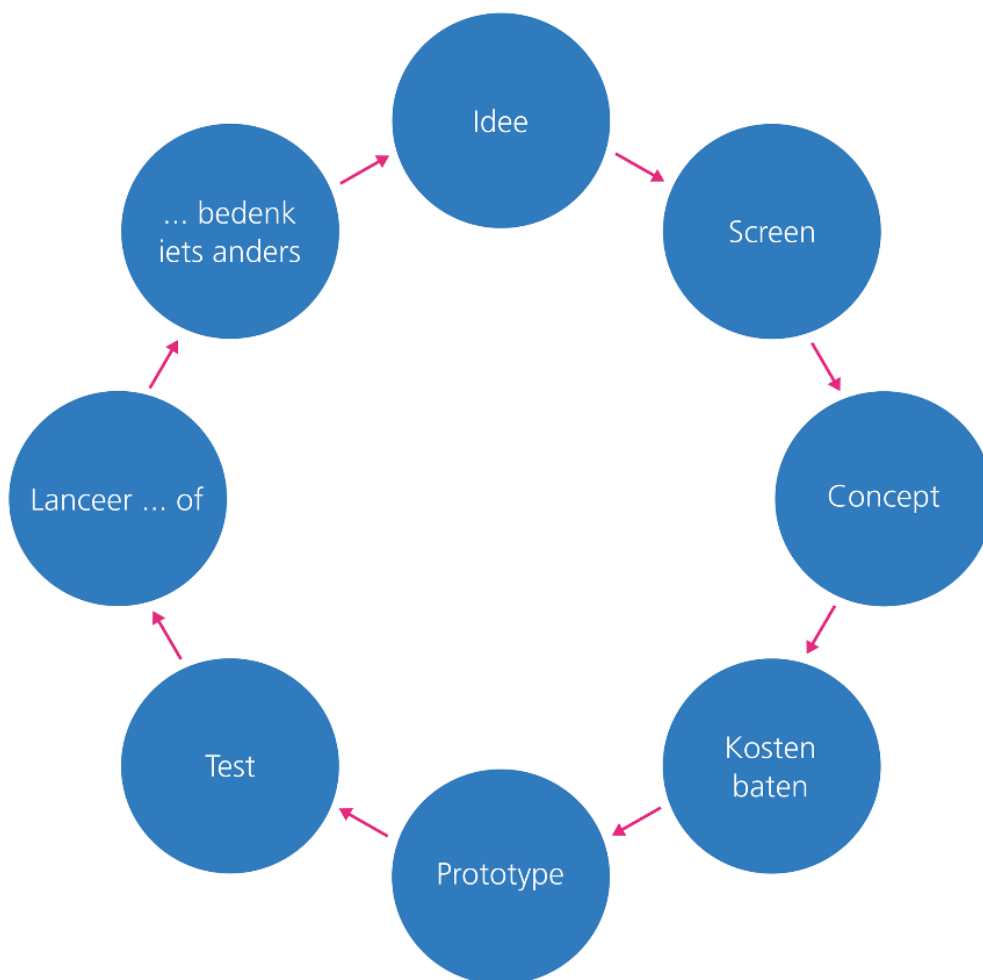 Idee
Screen
Concept
Kosten
baten
Prototype
Test
Lanceer ... of
... bedenk
iets anders